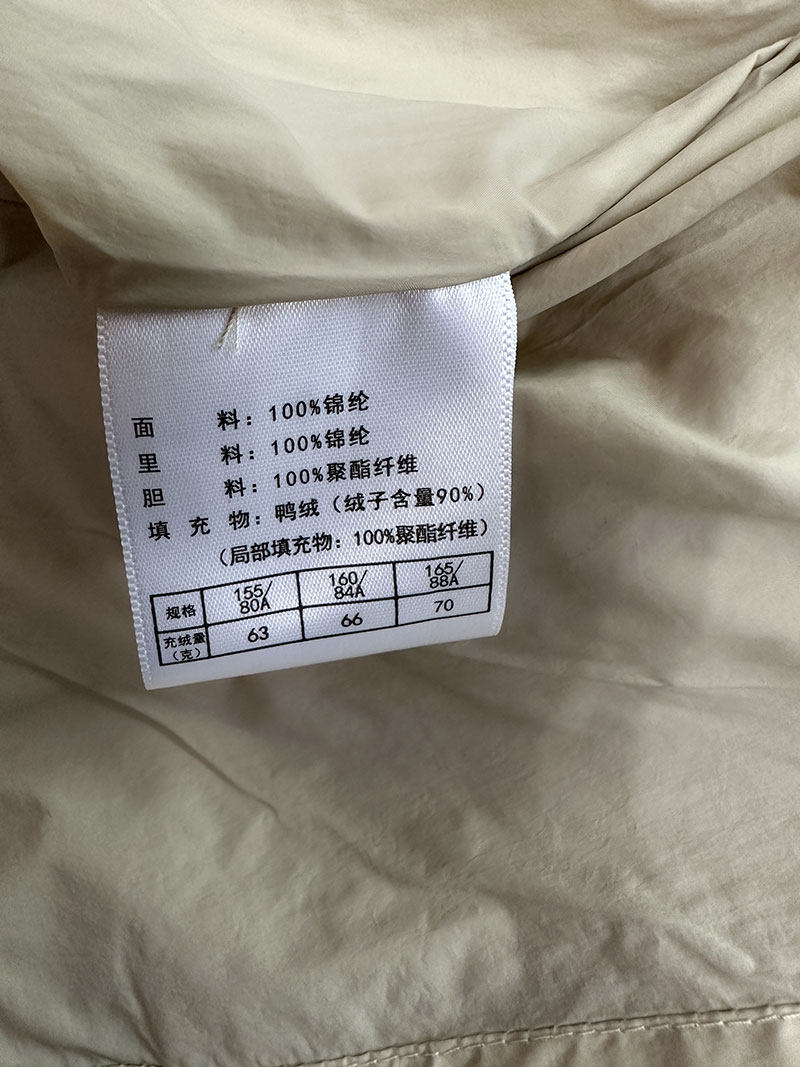 面 料：100%锦纶
里 料：100%锦纶
胆 料：100%聚酯纤维
填 充 物：鸭绒（绒子含量90%）
（局部填充物：100%聚酯纤维）
规格 155/80A 160/84A 165/88A
充绒量（克） 63 66 70